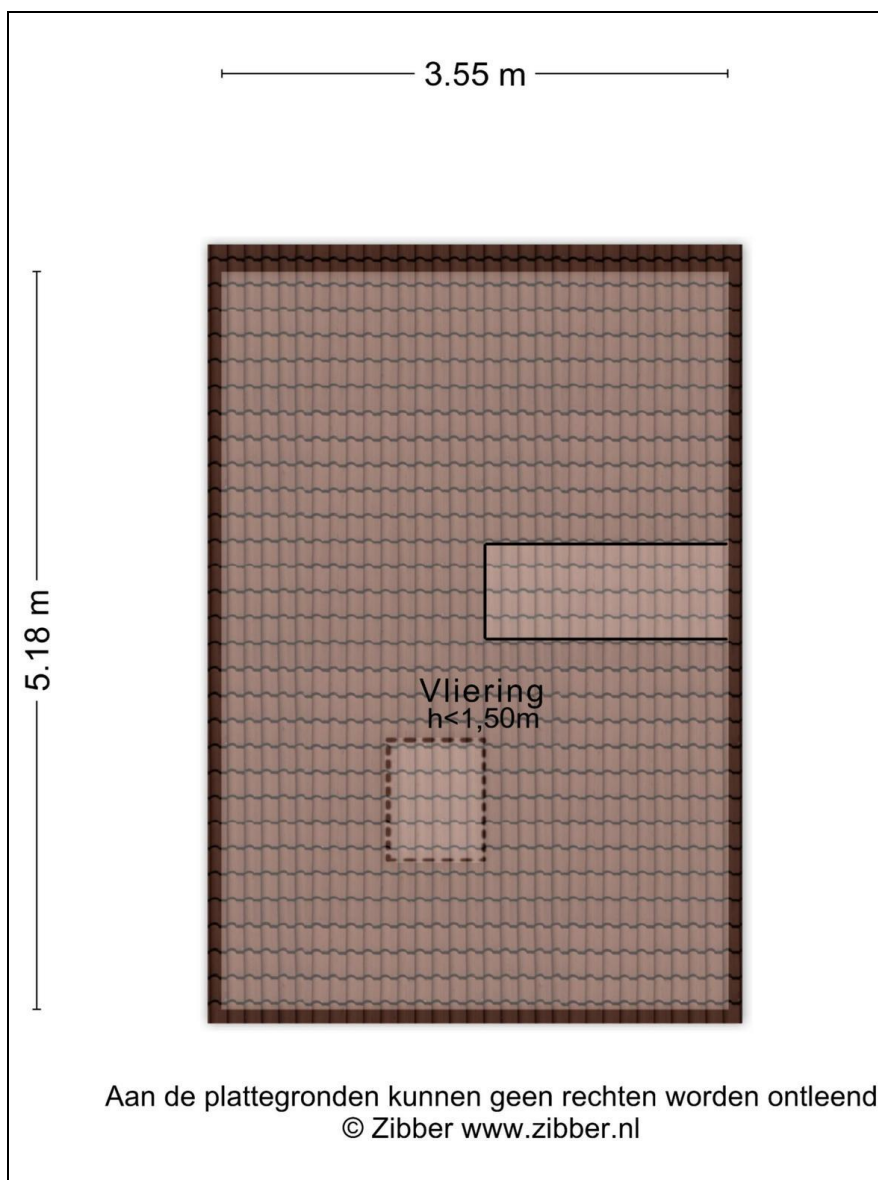 3.55 m
5.18 m
Vliering
h<1,50m
Aan de plattegronden kunnen geen rechten worden ontleend
© Zibber www.zibber.nl